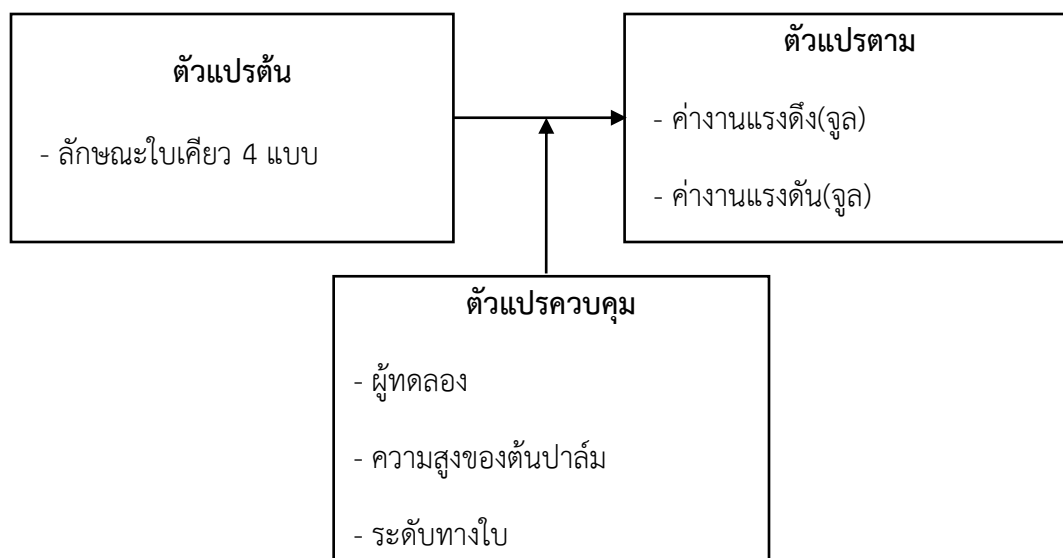 ตัวแปรต้น
- ลักษณะใบเคียว 4 แบบ
ตัวแปรตาม
- ค่างานแรงดึง(จูล)
- ค่างานแรงดัน(จูล)
ตัวแปรควบคุม
- ผู้ทดลอง
- ความสูงของต้นปาล์ม
- ระดับทางใบ